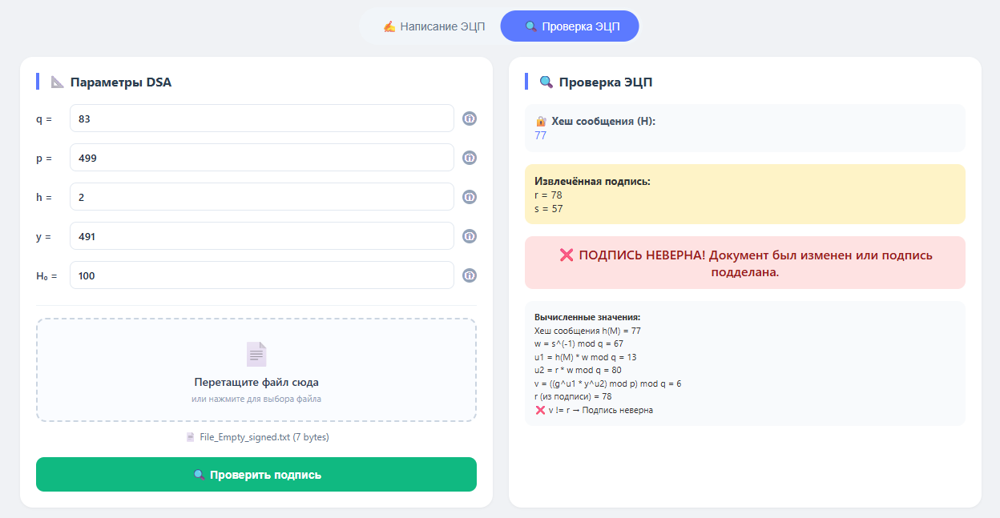 ✍️ Написание ЭЦП
🔍 Проверка ЭЦП
📐 Параметры DSA
q =
83
p =
499
h =
2
y =
491
H₀ =
100
Перетащите файл сюда
или нажмите для выбора файла
File_Empty_signed.txt (7 bytes)
🔍 Проверить подпись
🔍 Проверка ЭЦП
🔐 Хеш сообщения (H):
77
Извлечённая подпись:
r = 78
s = 57
❌ ПОДПИСЬ НЕВЕРНА! Документ был изменен или подпись
подделана.
Вычисленные значения:
Хеш сообщения h(M) = 77
w = s^(-1) mod q = 67
u1 = h(M) * w mod q = 13
u2 = r * w mod q = 80
v = ((g^u1 * y^u2) mod p) mod q = 6
r (из подписи) = 78
❌ v != r → Подпись неверна